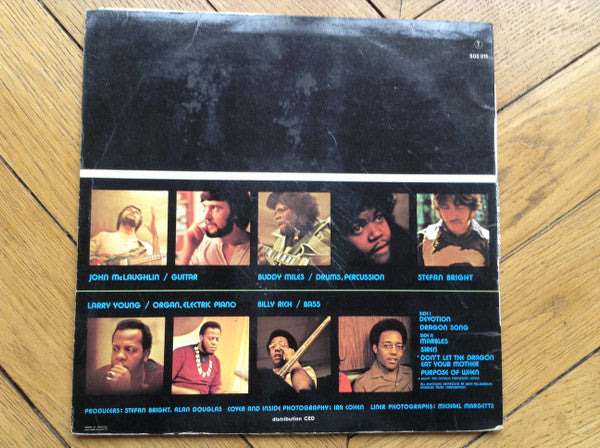 T
900 011
JOHN McLAUGHLIN / GUITAR
BUDDY MILES / DRUMS, PERCUSSION
STEFAN BRIGHT
LARRY YOUNG / ORGAN, ELECTRIC PIANO
BILLY RICH / BASS
SIDE I
DEVOTION
DRAGON SONG
SIDE II
MARBLES
SIREN
* DON'T LET THE DRAGON
EAT YOUR MOTHER
PURPOSE OF WHEN
PRODUCERS: STEFAN BRIGHT, ALAN DOUGLAS COVER AND INSIDE PHOTOGRAPHY: IRA COHEN LINER PHOTOGRAPHS: MICHAEL MARGETTS
distribution CED